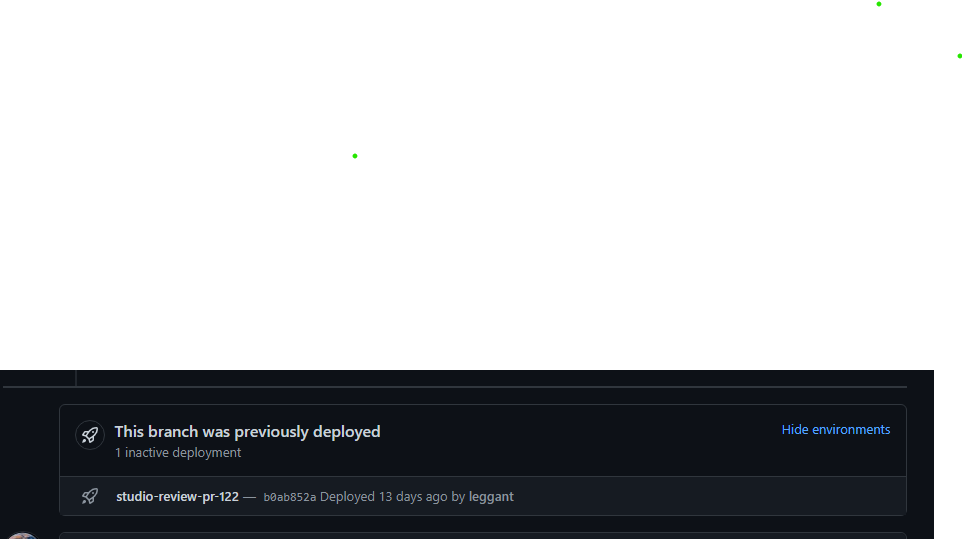 This branch was previously deployed
Hide environments
1 inactive deployment
studio-review-pr-122 — b0ab852a Deployed 13 days ago by leggant